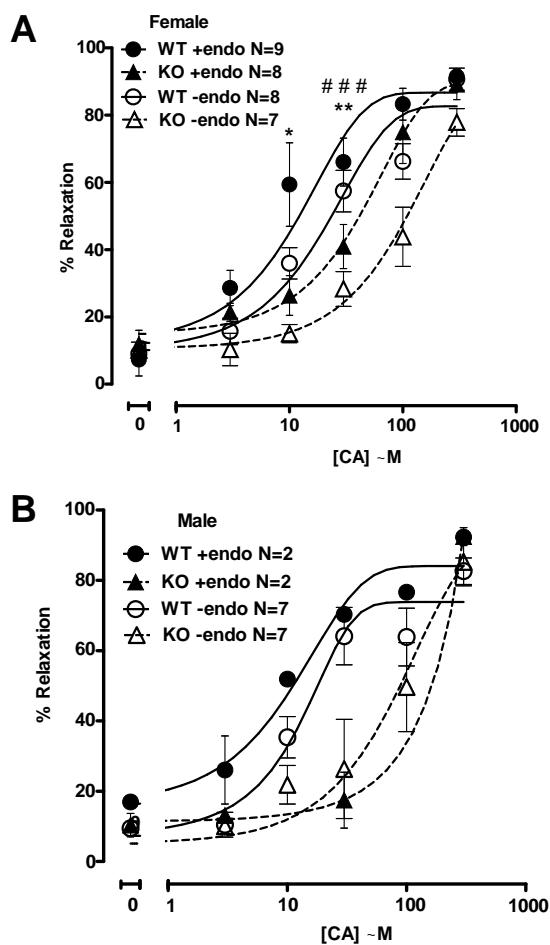 A
Female
WT +endo N=9
KO +endo N=8
WT -endo N=8
KO -endo N=7
# # #
**
*
100
80
60
40
20
0
% Relaxation
0 1 10 100 1000
[CA] ~M
B
Male
WT +endo N=2
KO +endo N=2
WT -endo N=7
KO -endo N=7
100
80
60
40
20
0
% Relaxation
0 1 10 100 1000
[CA] ~M